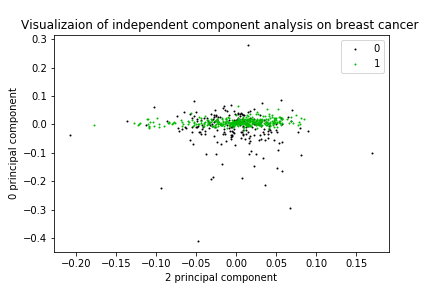 Visualizaion of independent component analysis on breast cancer
0
1
0.3
0.2
0.1
0.0
−0.1
−0.2
−0.3
−0.4
0 principal component
−0.20 −0.15 −0.10 −0.05 0.00 0.05 0.10 0.15
2 principal component